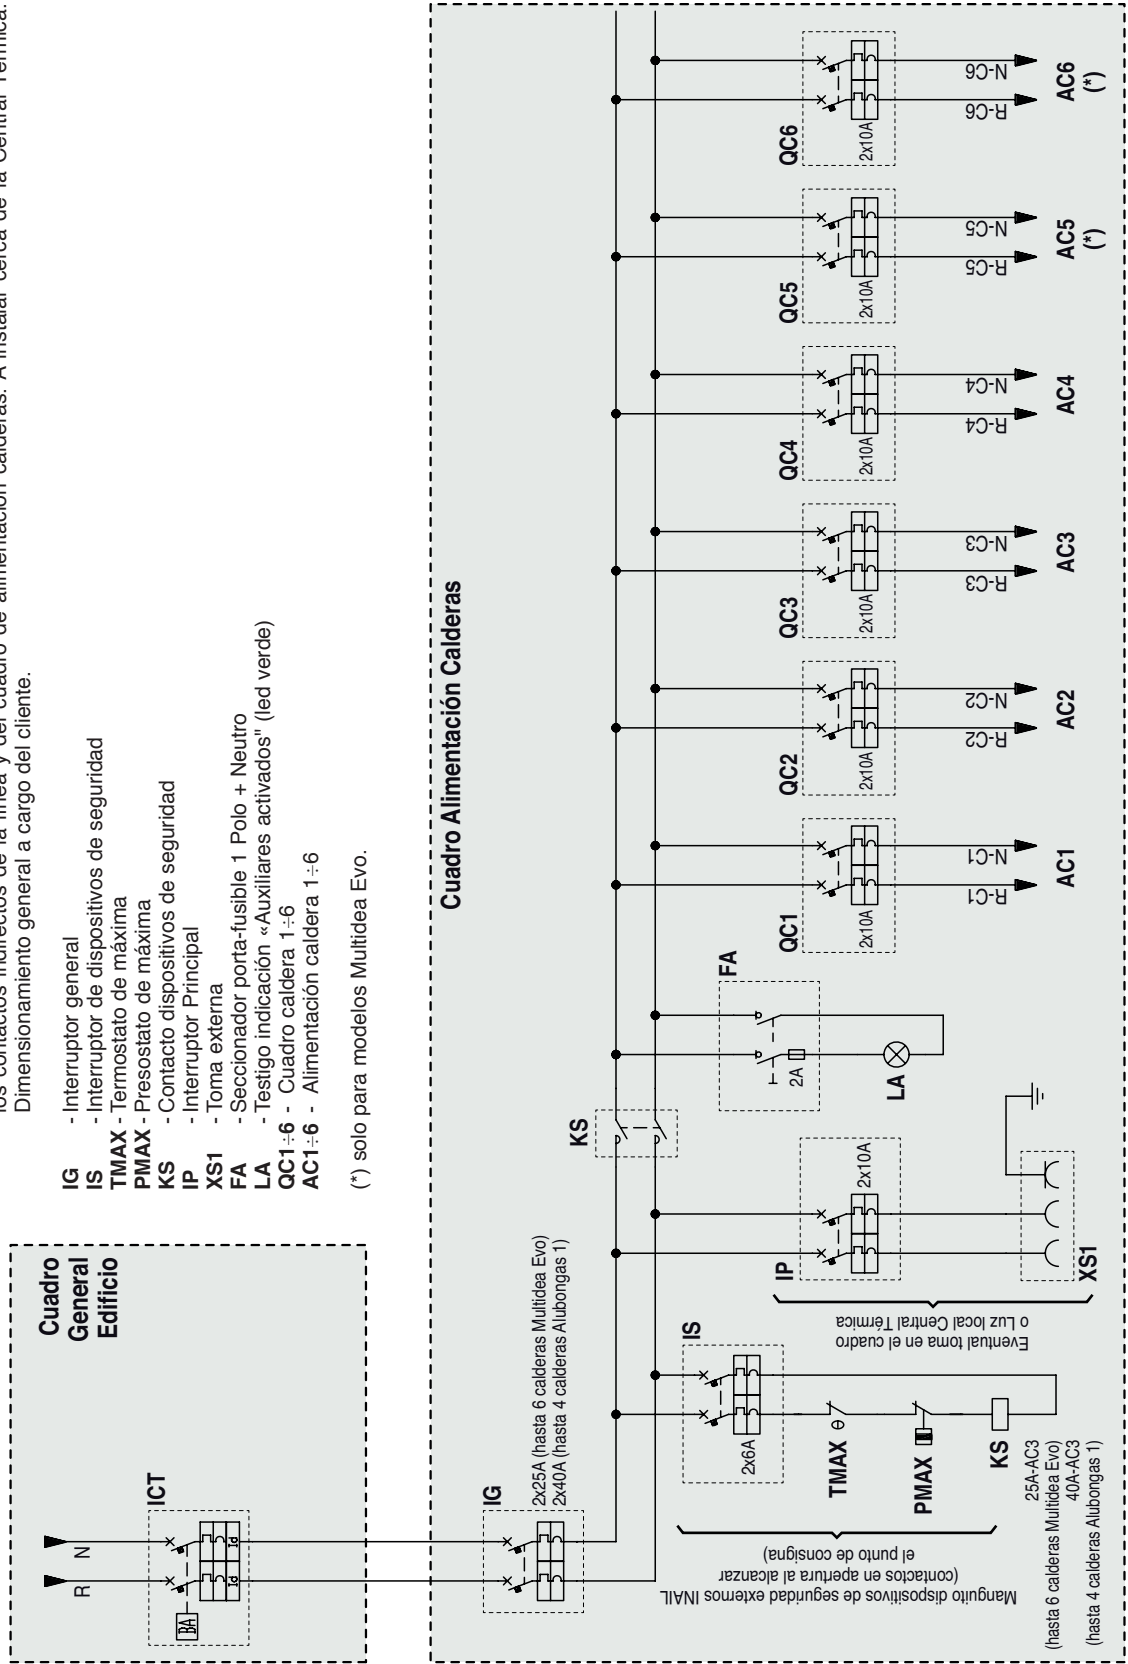 los contactos indirectos de la línea y del cuadro de alimentación calderas. A instalar cerca de la Central Térmica.
Dimensionamiento general a cargo del cliente.
IG - Interruptor general
IS - Interruptor de dispositivos de seguridad
TMAX - Termostato de máxima
PMAX - Presostato de máxima
KS - Contacto dispositivos de seguridad
IP - Interruptor Principal
XS1 - Toma externa
FA - Seccionador porta-fusible 1 Polo + Neutro
LA - Testigo indicación «Auxiliares activados" (led verde)
QC1÷6 - Cuadro caldera 1÷6
AC1÷6 - Alimentación caldera 1÷6
(*) solo para modelos Multidea Evo.
Cuadro
General
Edificio
R
N
ICT
BA
Id
Id
Cuadro Alimentación Calderas
IG
2x25A (hasta 6 calderas Multidea Evo)
2x40A (hasta 4 calderas Alubongas 1)
Manguito dispositivos de seguridad externos INAIL
(contactos en apertura al alcanzar
el punto de consigna)
IS
2x6A
TMAX
θ
PMAX
KS
25A-AC3
(hasta 6 calderas Multidea Evo)
40A-AC3
(hasta 4 calderas Alubongas 1)
Eventual toma en el cuadro
o Luz local Central Térmica
IP
2x10A
XS1
KS
FA
2A
LA
QC1
2x10A
R-C1
N-C1
AC1
QC2
2x10A
R-C2
N-C2
AC2
QC3
2x10A
R-C3
N-C3
AC3
QC4
2x10A
R-C4
N-C4
AC4
QC5
2x10A
R-C5
N-C5
AC5
(*)
QC6
2x10A
R-C6
N-C6
AC6
(*)